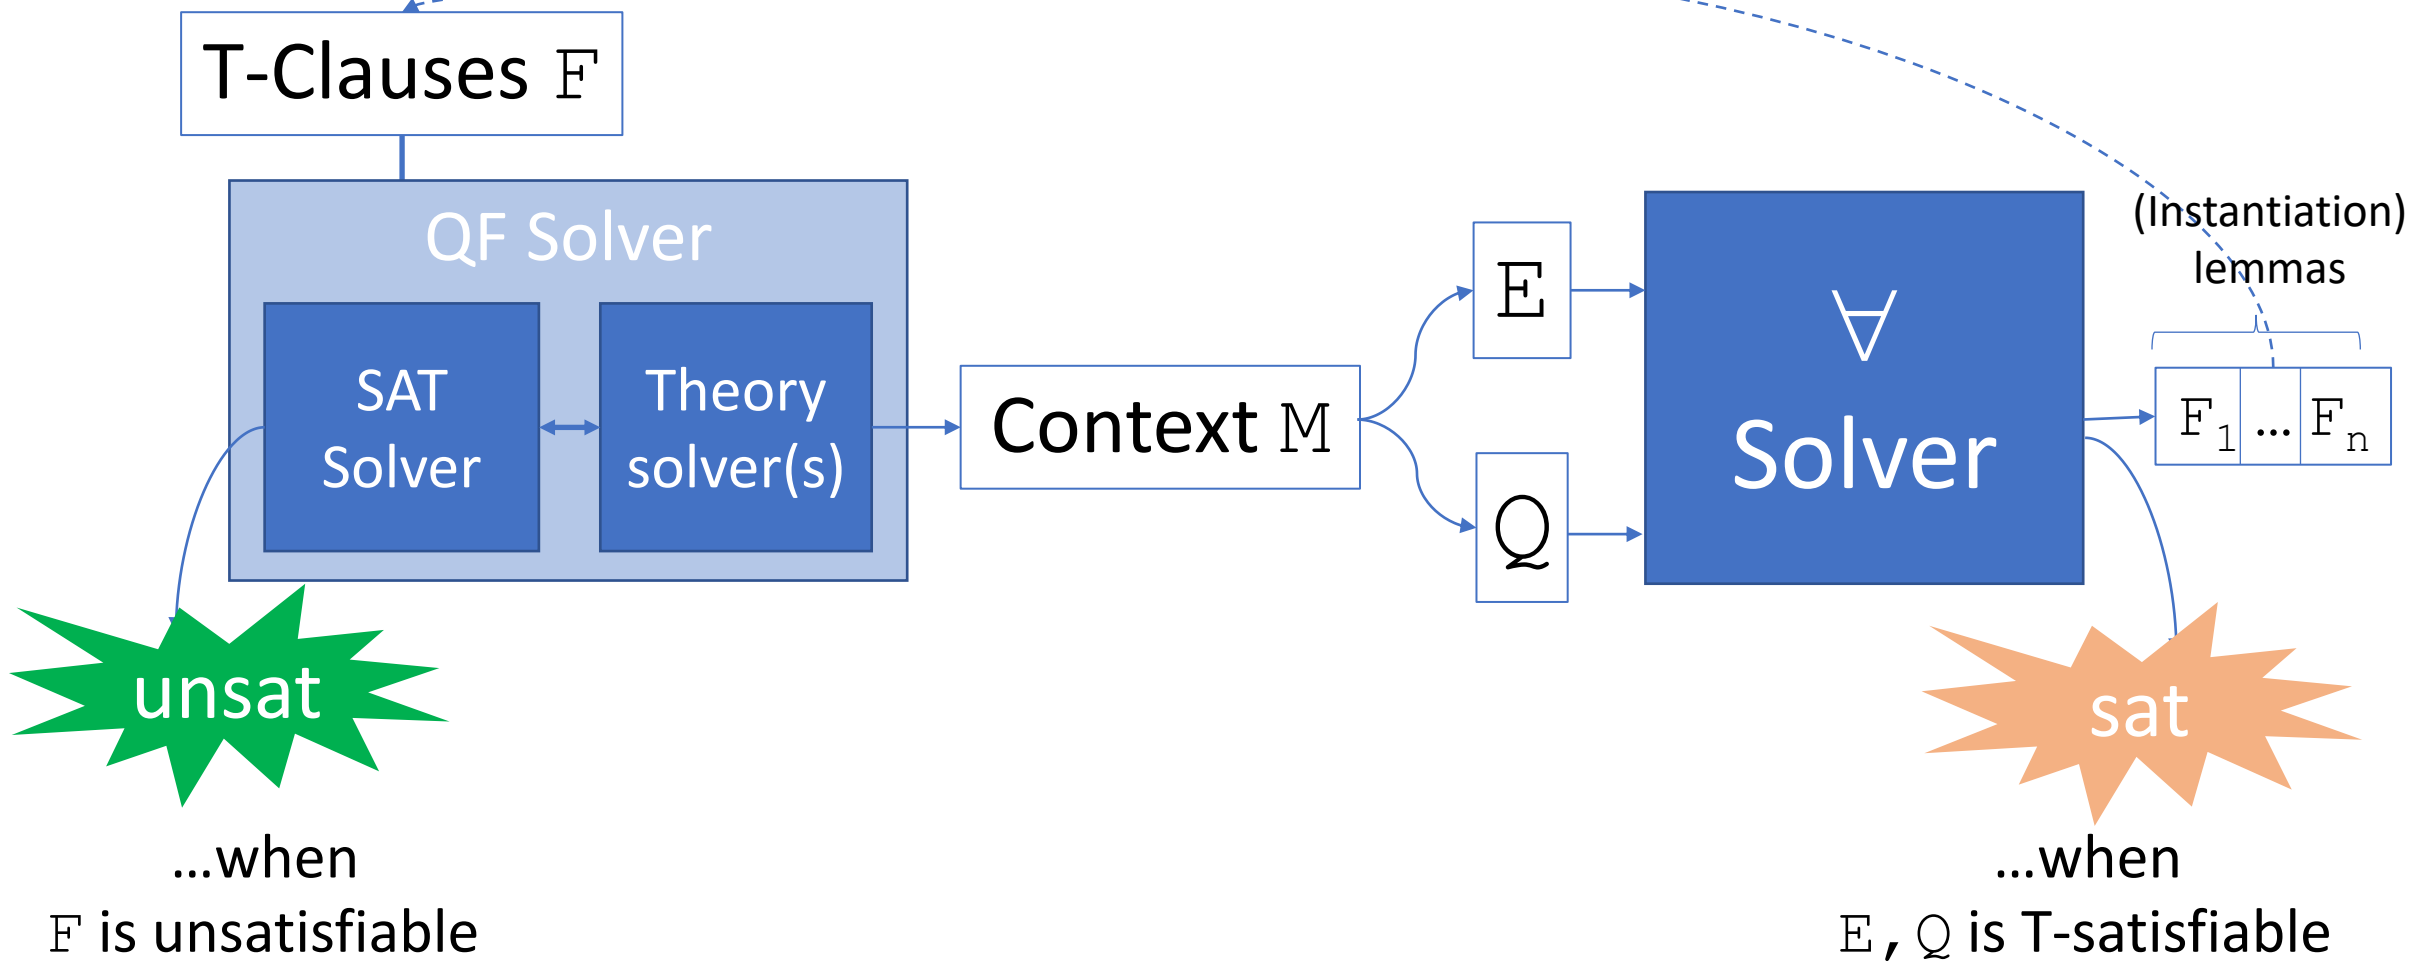 T-Clauses F
QF Solver
SAT
Solver
Theory
solver(s)
Context M
E
Q
∀
Solver
(Instantiation)
lemmas
F1 … Fn
unsat
…when
F is unsatisfiable
sat
…when
E,Q is T-satisfiable